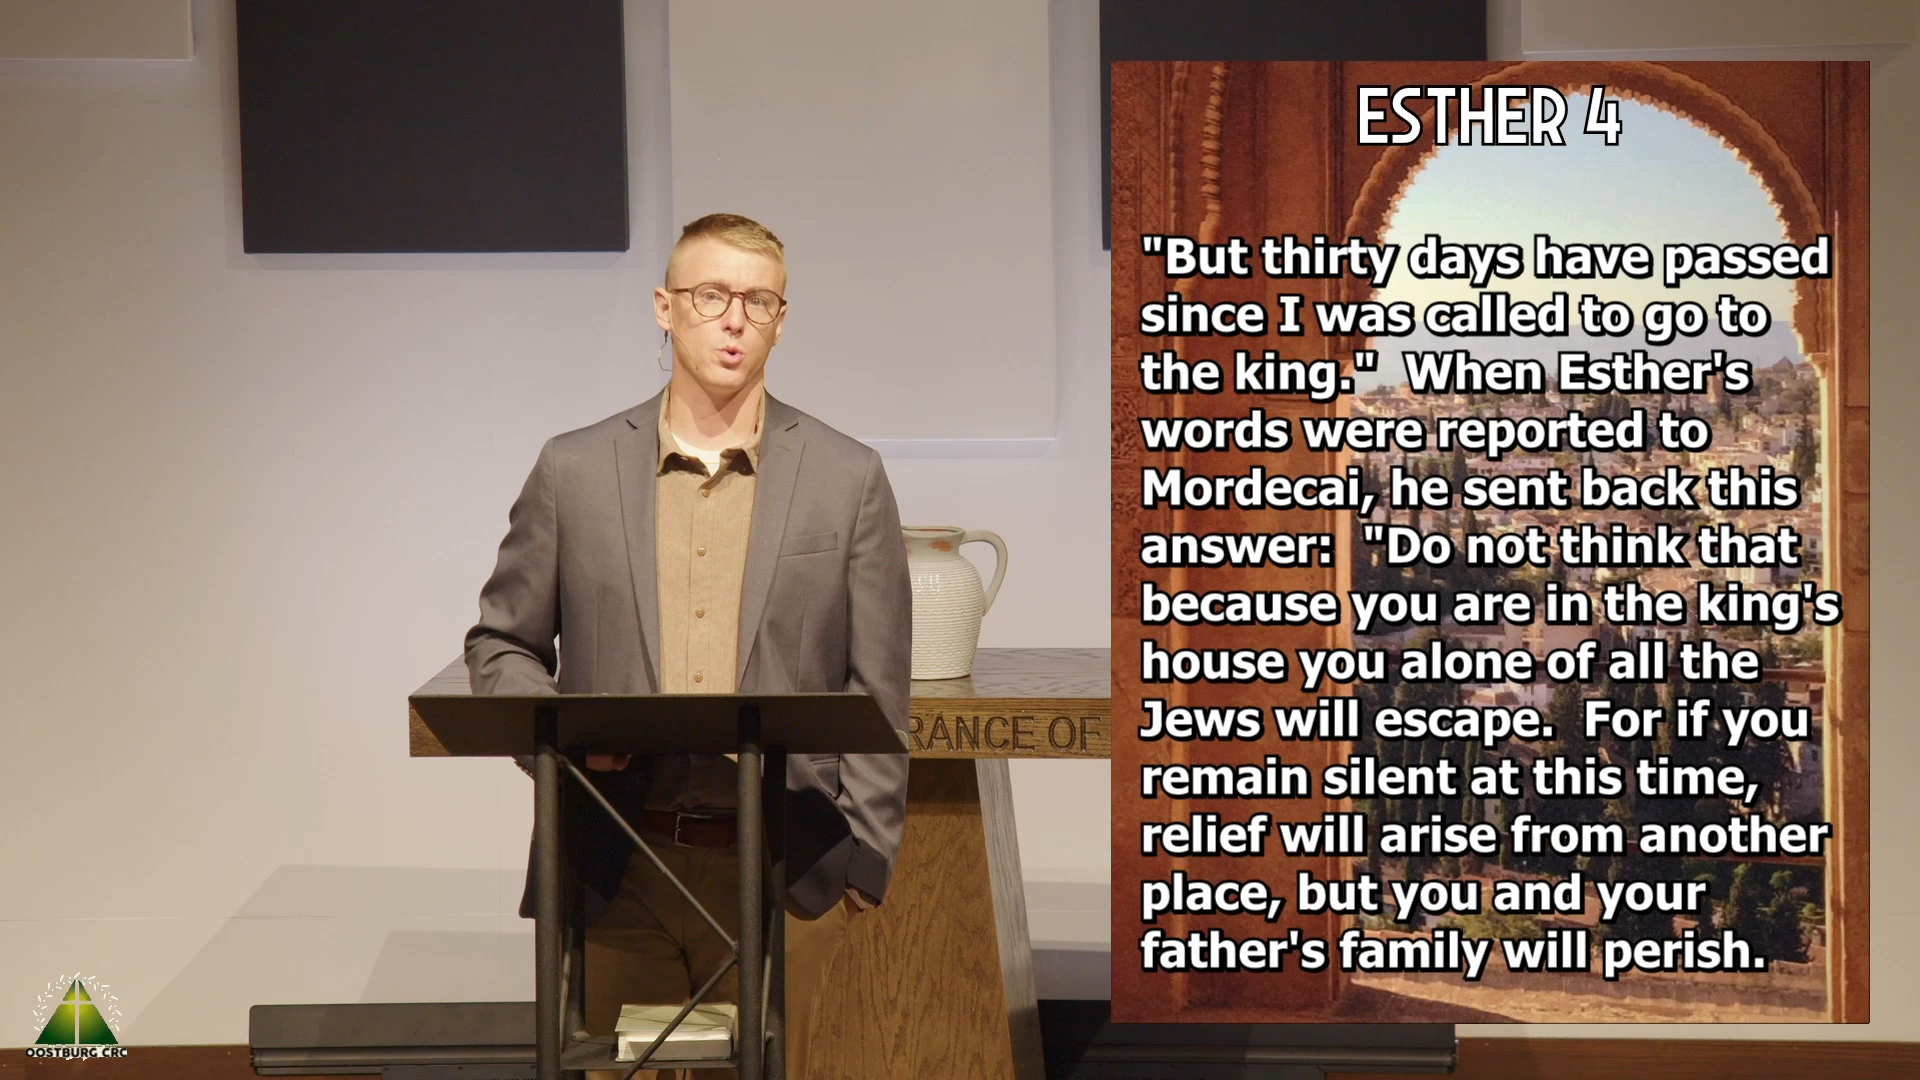 ESTHER 4
"But thirty days have passed
since I was called to go to
the king."  When Esther's
words were reported to
Mordecai, he sent back this
answer:  "Do not think that
because you are in the king's
house you alone of all the
Jews will escape.  For if you
remain silent at this time,
relief will arise from another
place, but you and your
father's family will perish.
RANCE OF
OOSTBURG CRC